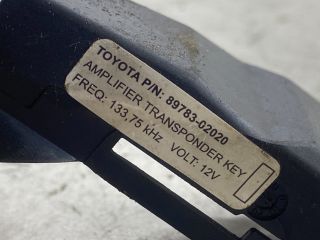 TOYOTA P/N: 89783-02020
AMPLIFIER TRANSPONDER KEY
FREQ: 133,75 kHz VOLT: 12V